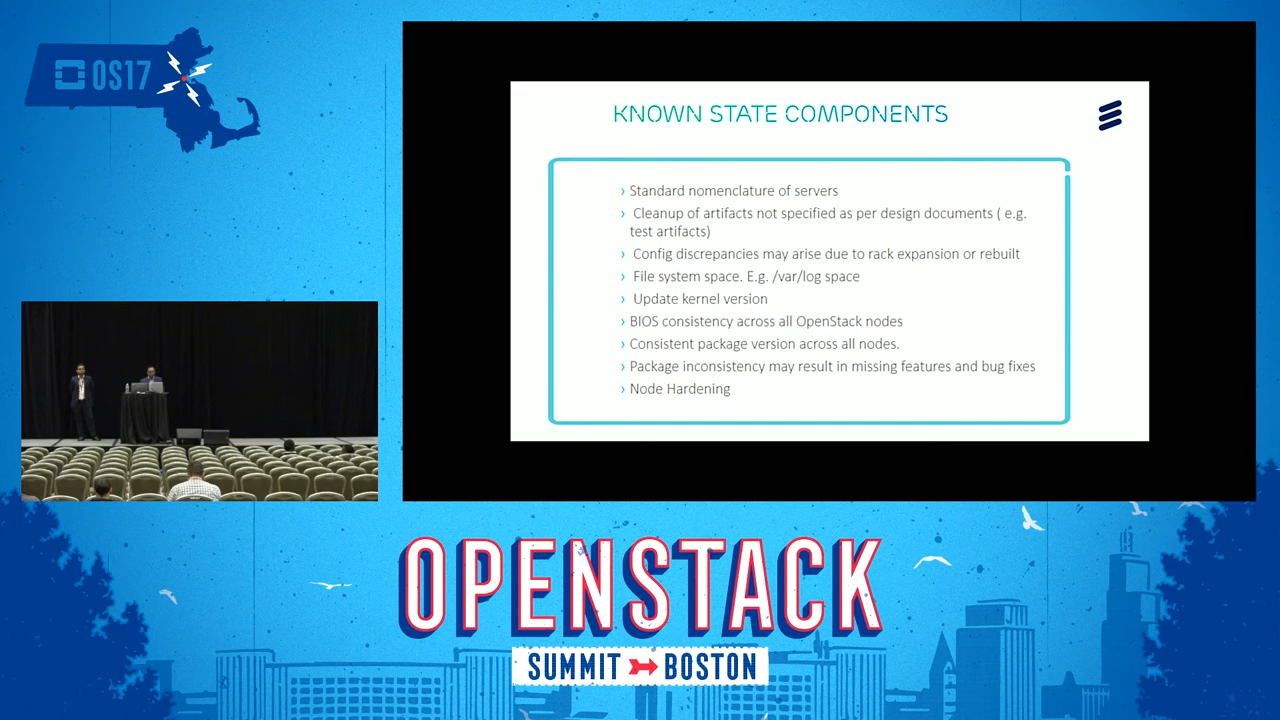 OS17
KNOWN STATE COMPONENTS
› Standard nomenclature of servers
› Cleanup of artifacts not specified as per design documents ( e.g.
test artifacts)
› Config discrepancies may arise due to rack expansion or rebuilt
› File system space. E.g. /var/log space
› Update kernel version
› BIOS consistency across all OpenStack nodes
› Consistent package version across all nodes.
› Package inconsistency may result in missing features and bug fixes
› Node Hardening
OPENSTACK
SUMMIT BOSTON